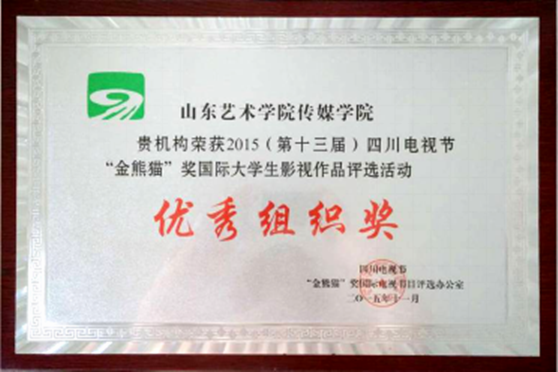 山东艺术学院传媒学院
贵机构荣获2015（第十三届）四川电视节
“金熊猫”奖国际大学生影视作品评选活动
优秀组织奖
四川电视节
“金熊猫”奖国际电视节目评选办公室
二〇一五年十一月